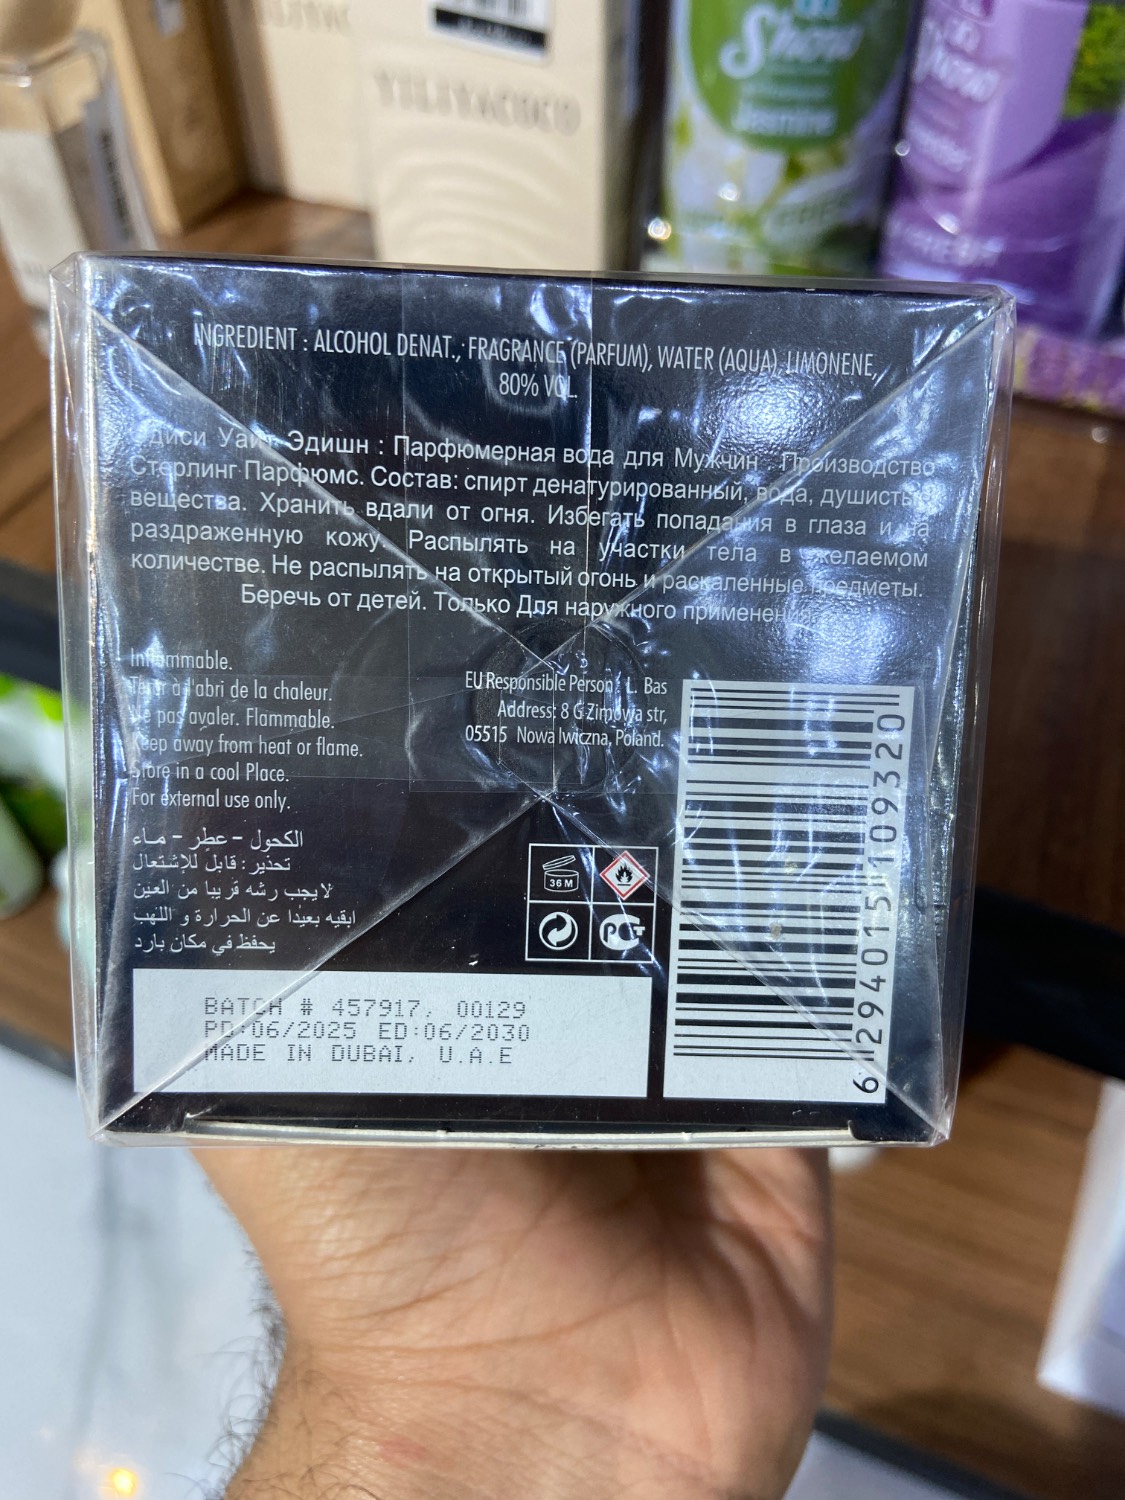 YILIYACOCO
Show
Jasmine
INGREDIENT : ALCOHOL DENAT., FRAGRANCE (PARFUM), WATER (AQUA), LIMONENE,
80% VOL.
Уайт Эдишн : Парфюмерная вода для Мужчин . Производство
Стерлинг Парфюмс. Состав: спирт денатурированный, вода, душистые
вещества. Хранить вдали от огня. Избегать попадания в глаза и на
раздраженную кожу. Распылять на участки тела в желаемом
количестве. Не распылять на открытый огонь и раскаленные предметы.
Беречь от детей. Только Для наружного применения
Inflammable.
Tenir à l'abri de la chaleur.
Ne pas avaler. Flammable.
Keep away from heat or flame.
Store in a cool Place.
For external use only.
الكحول - عطر - ماء
تحذير : قابل للإشتعال
لايجب رشه قريبا من العين
ابقيه بعيدا عن الحرارة و اللهب
يحفظ في مكان بارد
EU Responsible Person - L. Bas
Address: 8 G Zimowa str,
05515 Nowa Iwiczna, Poland.
36 M
РСТ
BATCH # 457917, 00129
PD:06/2025 ED:06/2030
MADE IN DUBAI, U.A.E
6 294015 109320